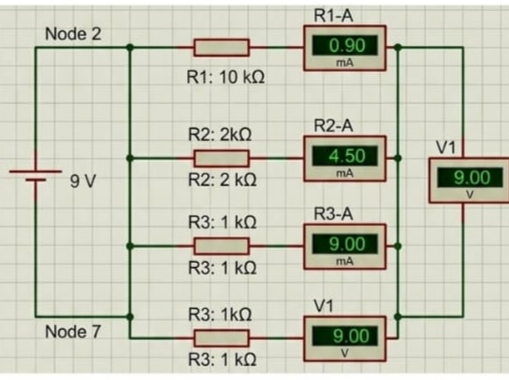 Node 2
R1-A
0.90
mA
R1: 10 kΩ
R2: 2kΩ
R2-A
4.50
mA
R2: 2 kΩ
V1
9.00
V
9 V
R3: 1 kΩ
R3-A
9.00
mA
R3: 1 kΩ
R3: 1kΩ
V1
9.00
V
Node 7
R3: 1 kΩ